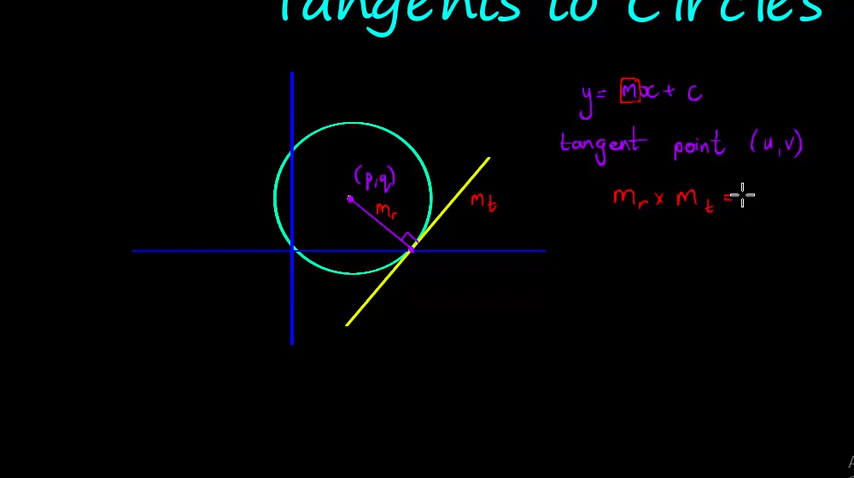 Tangents to Circles
y = mx + c
tangent point (u,v)
(p,q)
mr
mt
mr × mt =